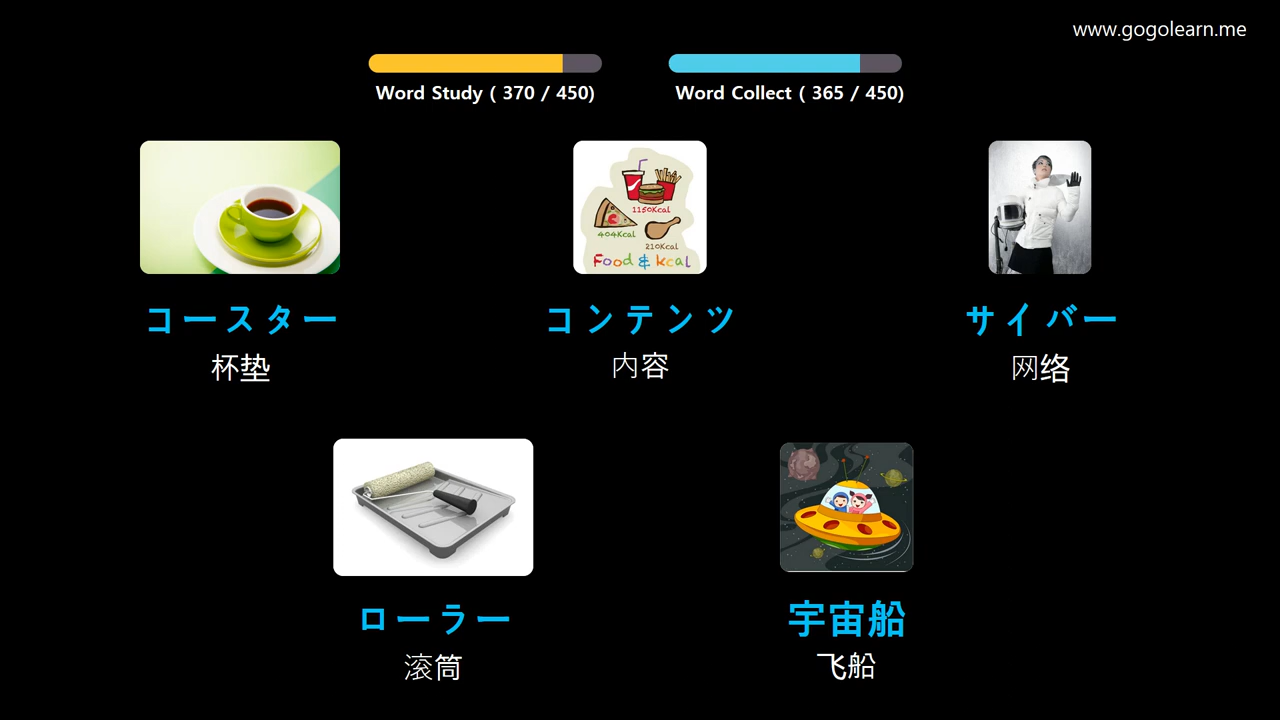 www.gogolearn.me
Word Study ( 370 / 450)
Word Collect ( 365 / 450)
1150Kcal
404Kcal
210Kcal
Food & kcal
コースター
コンテンツ
サイバー
杯垫
内容
网络
ローラー
宇宙船
滚筒
飞船